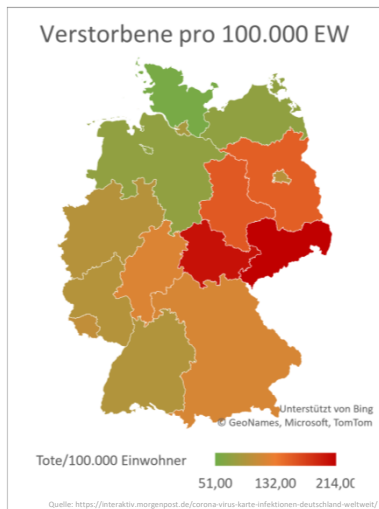 Verstorbene pro 100.000 EW
Unterstützt von Bing
© GeoNames, Microsoft, TomTom
Tote/100.000 Einwohner
51,00 132,00 214,00
Quelle: https://interaktiv.morgenpost.de/corona-virus-karte-infektionen-deutschland-weltweit/